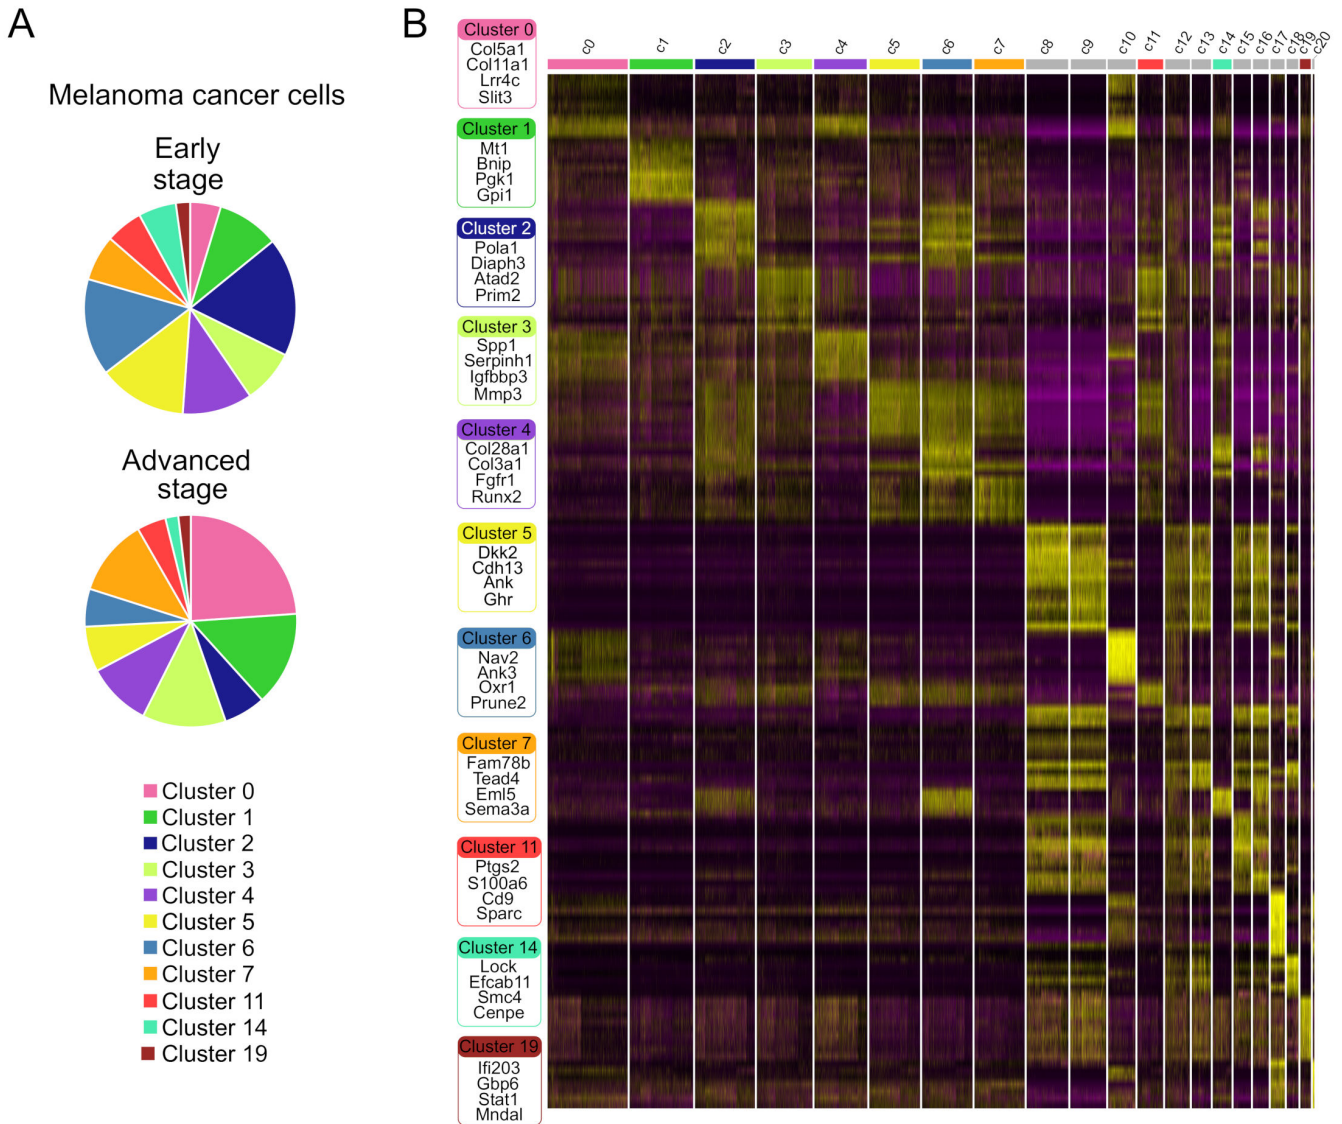 A
Melanoma cancer cells
Early
stage
Advanced
stage
Cluster 0
Cluster 1
Cluster 2
Cluster 3
Cluster 4
Cluster 5
Cluster 6
Cluster 7
Cluster 11
Cluster 14
Cluster 19
B
Cluster 0
Col5a1
Col11a1
Lrr4c
Slit3
Cluster 1
Mt1
Bnip
Pgk1
Gpi1
Cluster 2
Pola1
Diaph3
Atad2
Prim2
Cluster 3
Spp1
Serpinh1
Igfbbp3
Mmp3
Cluster 4
Col28a1
Col3a1
Fgfr1
Runx2
Cluster 5
Dkk2
Cdh13
Ank
Ghr
Cluster 6
Nav2
Ank3
Oxr1
Prune2
Cluster 7
Fam78b
Tead4
Eml5
Sema3a
Cluster 11
Ptgs2
S100a6
Cd9
Sparc
Cluster 14
Lock
Efcab11
Smc4
Cenpe
Cluster 19
Ifi203
Gbp6
Stat1
Mndal
c0 c1 c2 c3 c4 c5 c6 c7 c8 c9 c10 c11 c12 c13 c14 c15 c16 c17 c18 c19 c20